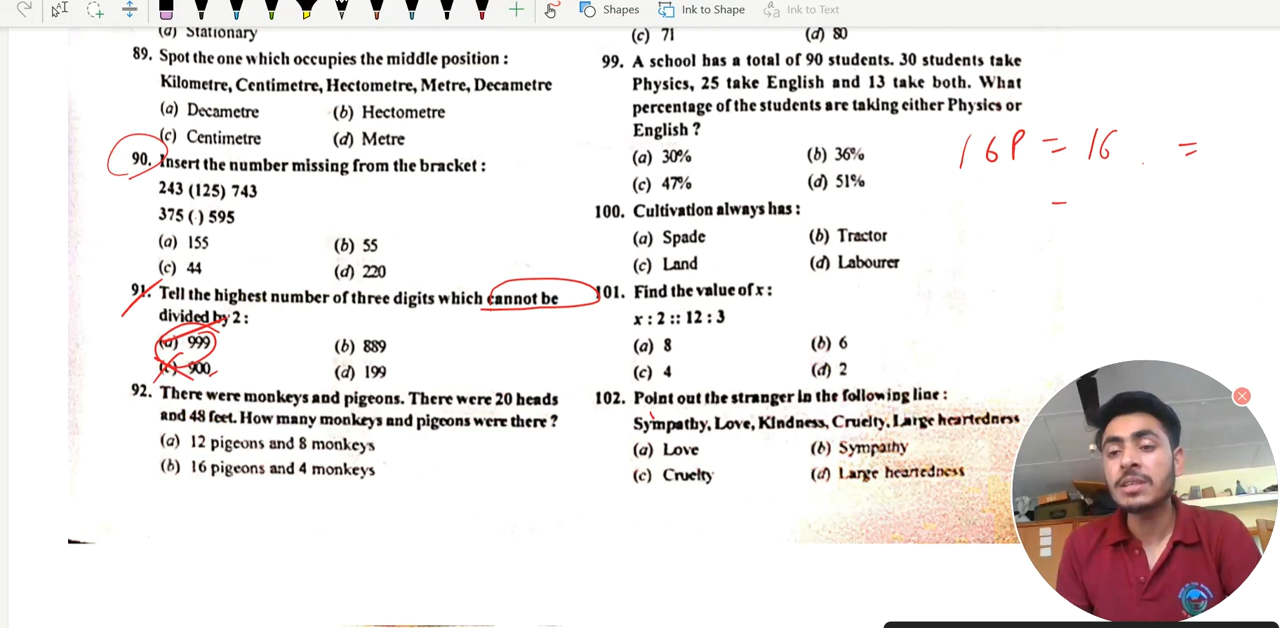 Shapes
Ink to Shape
Ink to Text
(d) Stationary
89. Spot the one which occupies the middle position :
Kilometre, Centimetre, Hectometre, Metre, Decametre
(a) Decametre (b) Hectometre
(c) Centimetre (d) Metre
90. Insert the number missing from the bracket :
243 (125) 743
375 ( ) 595
(a) 155 (b) 55
(c) 44 (d) 220
91. Tell the highest number of three digits which cannot be
divided by 2 :
(a) 999 (b) 889
(c) 900 (d) 199
92. There were monkeys and pigeons. There were 20 heads
and 48 feet. How many monkeys and pigeons were there ?
(a) 12 pigeons and 8 monkeys
(b) 16 pigeons and 4 monkeys
(c) 71 (d) 80
99. A school has a total of 90 students. 30 students take
Physics, 25 take English and 13 take both. What
percentage of the students are taking either Physics or
English ?
(a) 30% (b) 36%
(c) 47% (d) 51%
100. Cultivation always has :
(a) Spade (b) Tractor
(c) Land (d) Labourer
101. Find the value of x :
x : 2 :: 12 : 3
(a) 8 (b) 6
(c) 4 (d) 2
102. Point out the stranger in the following line :
Sympathy, Love, Kindness, Cruelty, Large heartedness
(a) Love (b) Sympathy
(c) Cruelty (d) Large heartedness
16P = 16 =